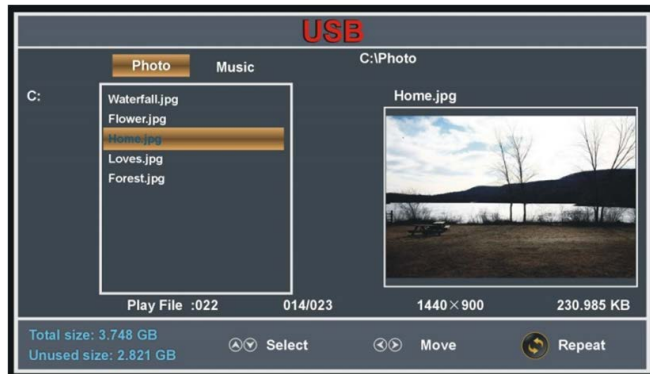 USB
Photo Music C:\Photo
C: Home.jpg
Waterfall.jpg
Flower.jpg
Home.jpg
Loves.jpg
Forest.jpg
Play File :022 014/023 1440×900 230.985 KB
Total size: 3.748 GB
Unused size: 2.821 GB
Select Move Repeat